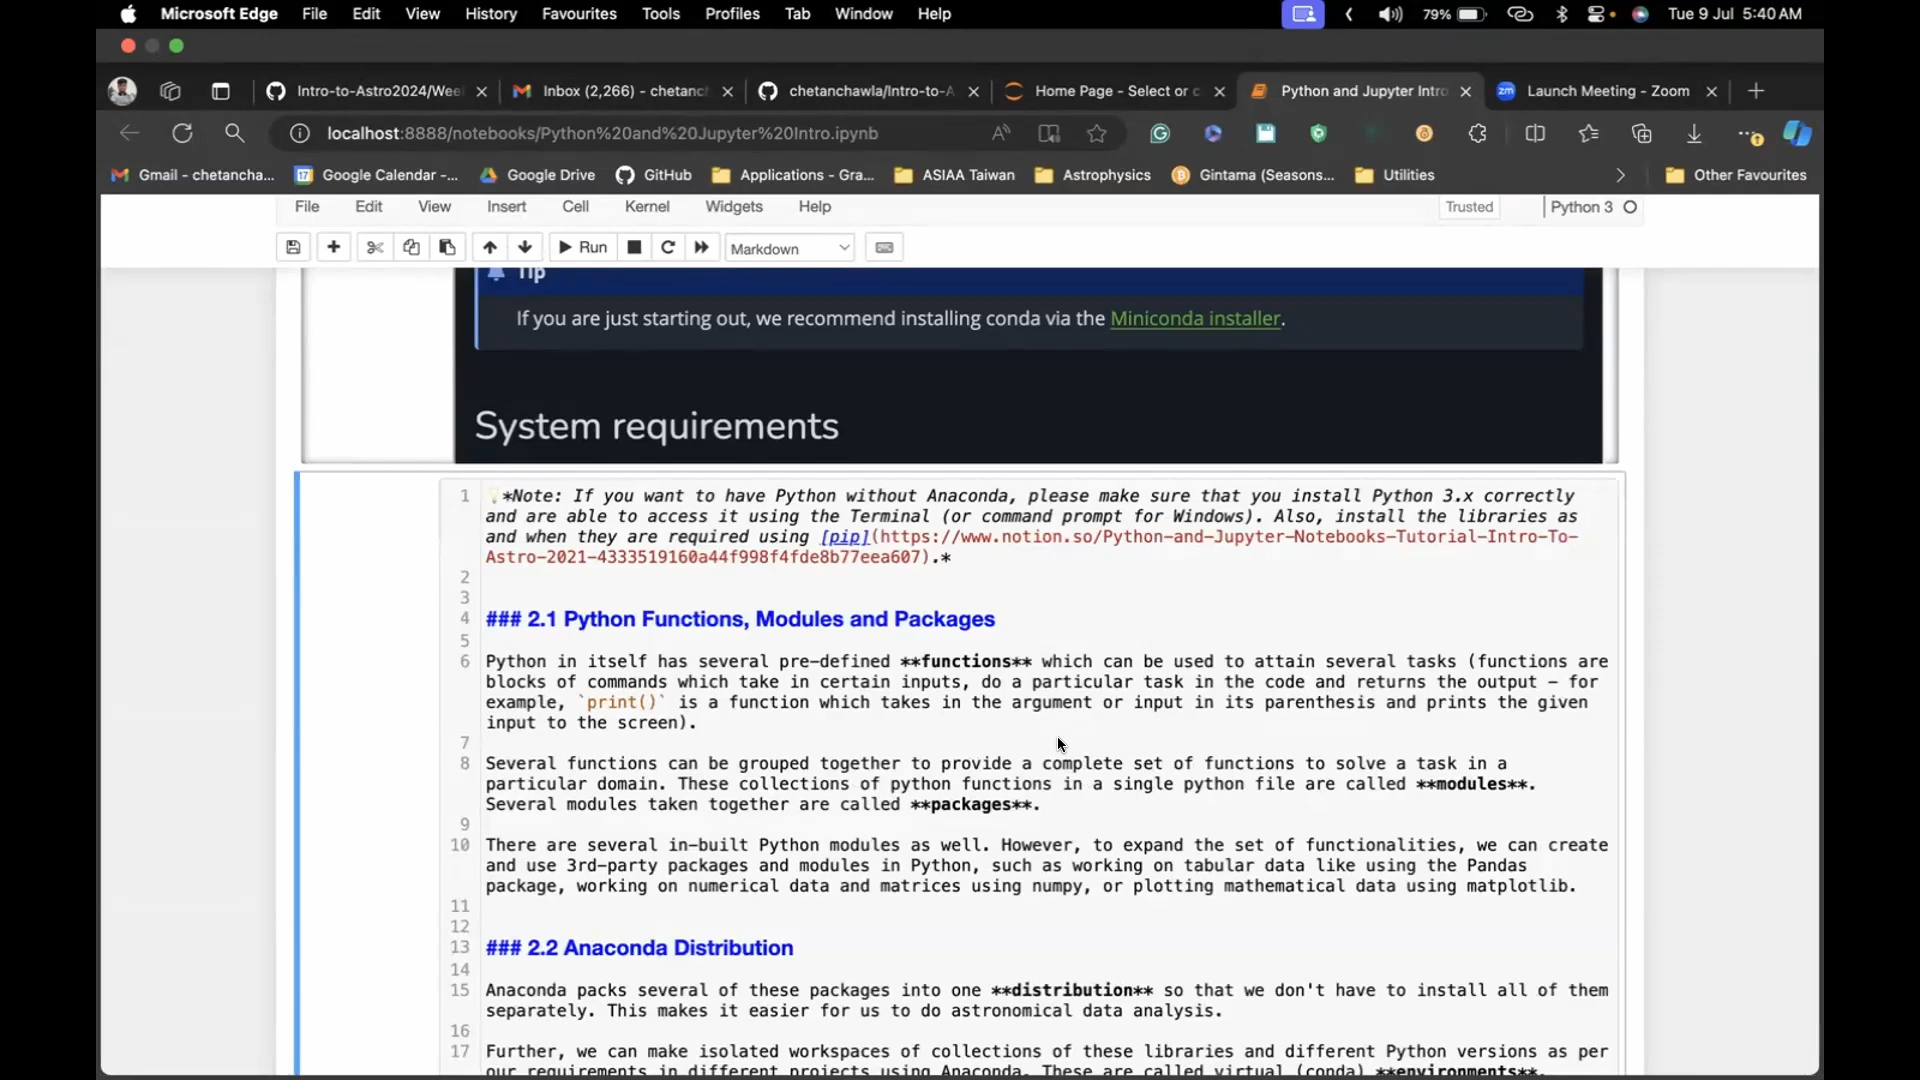 Microsoft Edge File Edit View History Favourites Tools Profiles Tab Window Help 79% Tue 9 Jul 5:40 AM
Intro-to-Astro2024/Wee Inbox (2,266) - chetanc chetanchawla/Intro-to-A Home Page - Select or c Python and Jupyter Intro zm Launch Meeting - Zoom
localhost:8888/notebooks/Python%20and%20Jupyter%20Intro.ipynb
Gmail - chetancha... 17 Google Calendar -... Google Drive GitHub Applications - Gra... ASIAA Taiwan Astrophysics Gintama (Seasons... Utilities Other Favourites
File Edit View Insert Cell Kernel Widgets Help Trusted Python 3
Run Markdown
Tip
If you are just starting out, we recommend installing conda via the Miniconda installer.
System requirements
1 *Note: If you want to have Python without Anaconda, please make sure that you install Python 3.x correctly
and are able to access it using the Terminal (or command prompt for Windows). Also, install the libraries as
and when they are required using [pip](https://www.notion.so/Python-and-Jupyter-Notebooks-Tutorial-Intro-To-
Astro-2021-4333519160a44f998f4fde8b77eea607).*
2
3
4 ### 2.1 Python Functions, Modules and Packages
5
6 Python in itself has several pre-defined **functions** which can be used to attain several tasks (functions are
blocks of commands which take in certain inputs, do a particular task in the code and returns the output – for
example, `print()` is a function which takes in the argument or input in its parenthesis and prints the given
input to the screen).
7
8 Several functions can be grouped together to provide a complete set of functions to solve a task in a
particular domain. These collections of python functions in a single python file are called **modules**.
Several modules taken together are called **packages**.
9
10 There are several in-built Python modules as well. However, to expand the set of functionalities, we can create
and use 3rd-party packages and modules in Python, such as working on tabular data like using the Pandas
package, working on numerical data and matrices using numpy, or plotting mathematical data using matplotlib.
11
12
13 ### 2.2 Anaconda Distribution
14
15 Anaconda packs several of these packages into one **distribution** so that we don't have to install all of them
separately. This makes it easier for us to do astronomical data analysis.
16
17 Further, we can make isolated workspaces of collections of these libraries and different Python versions as per
our requirements in different projects using Anaconda. These are called virtual (conda) **environments**.